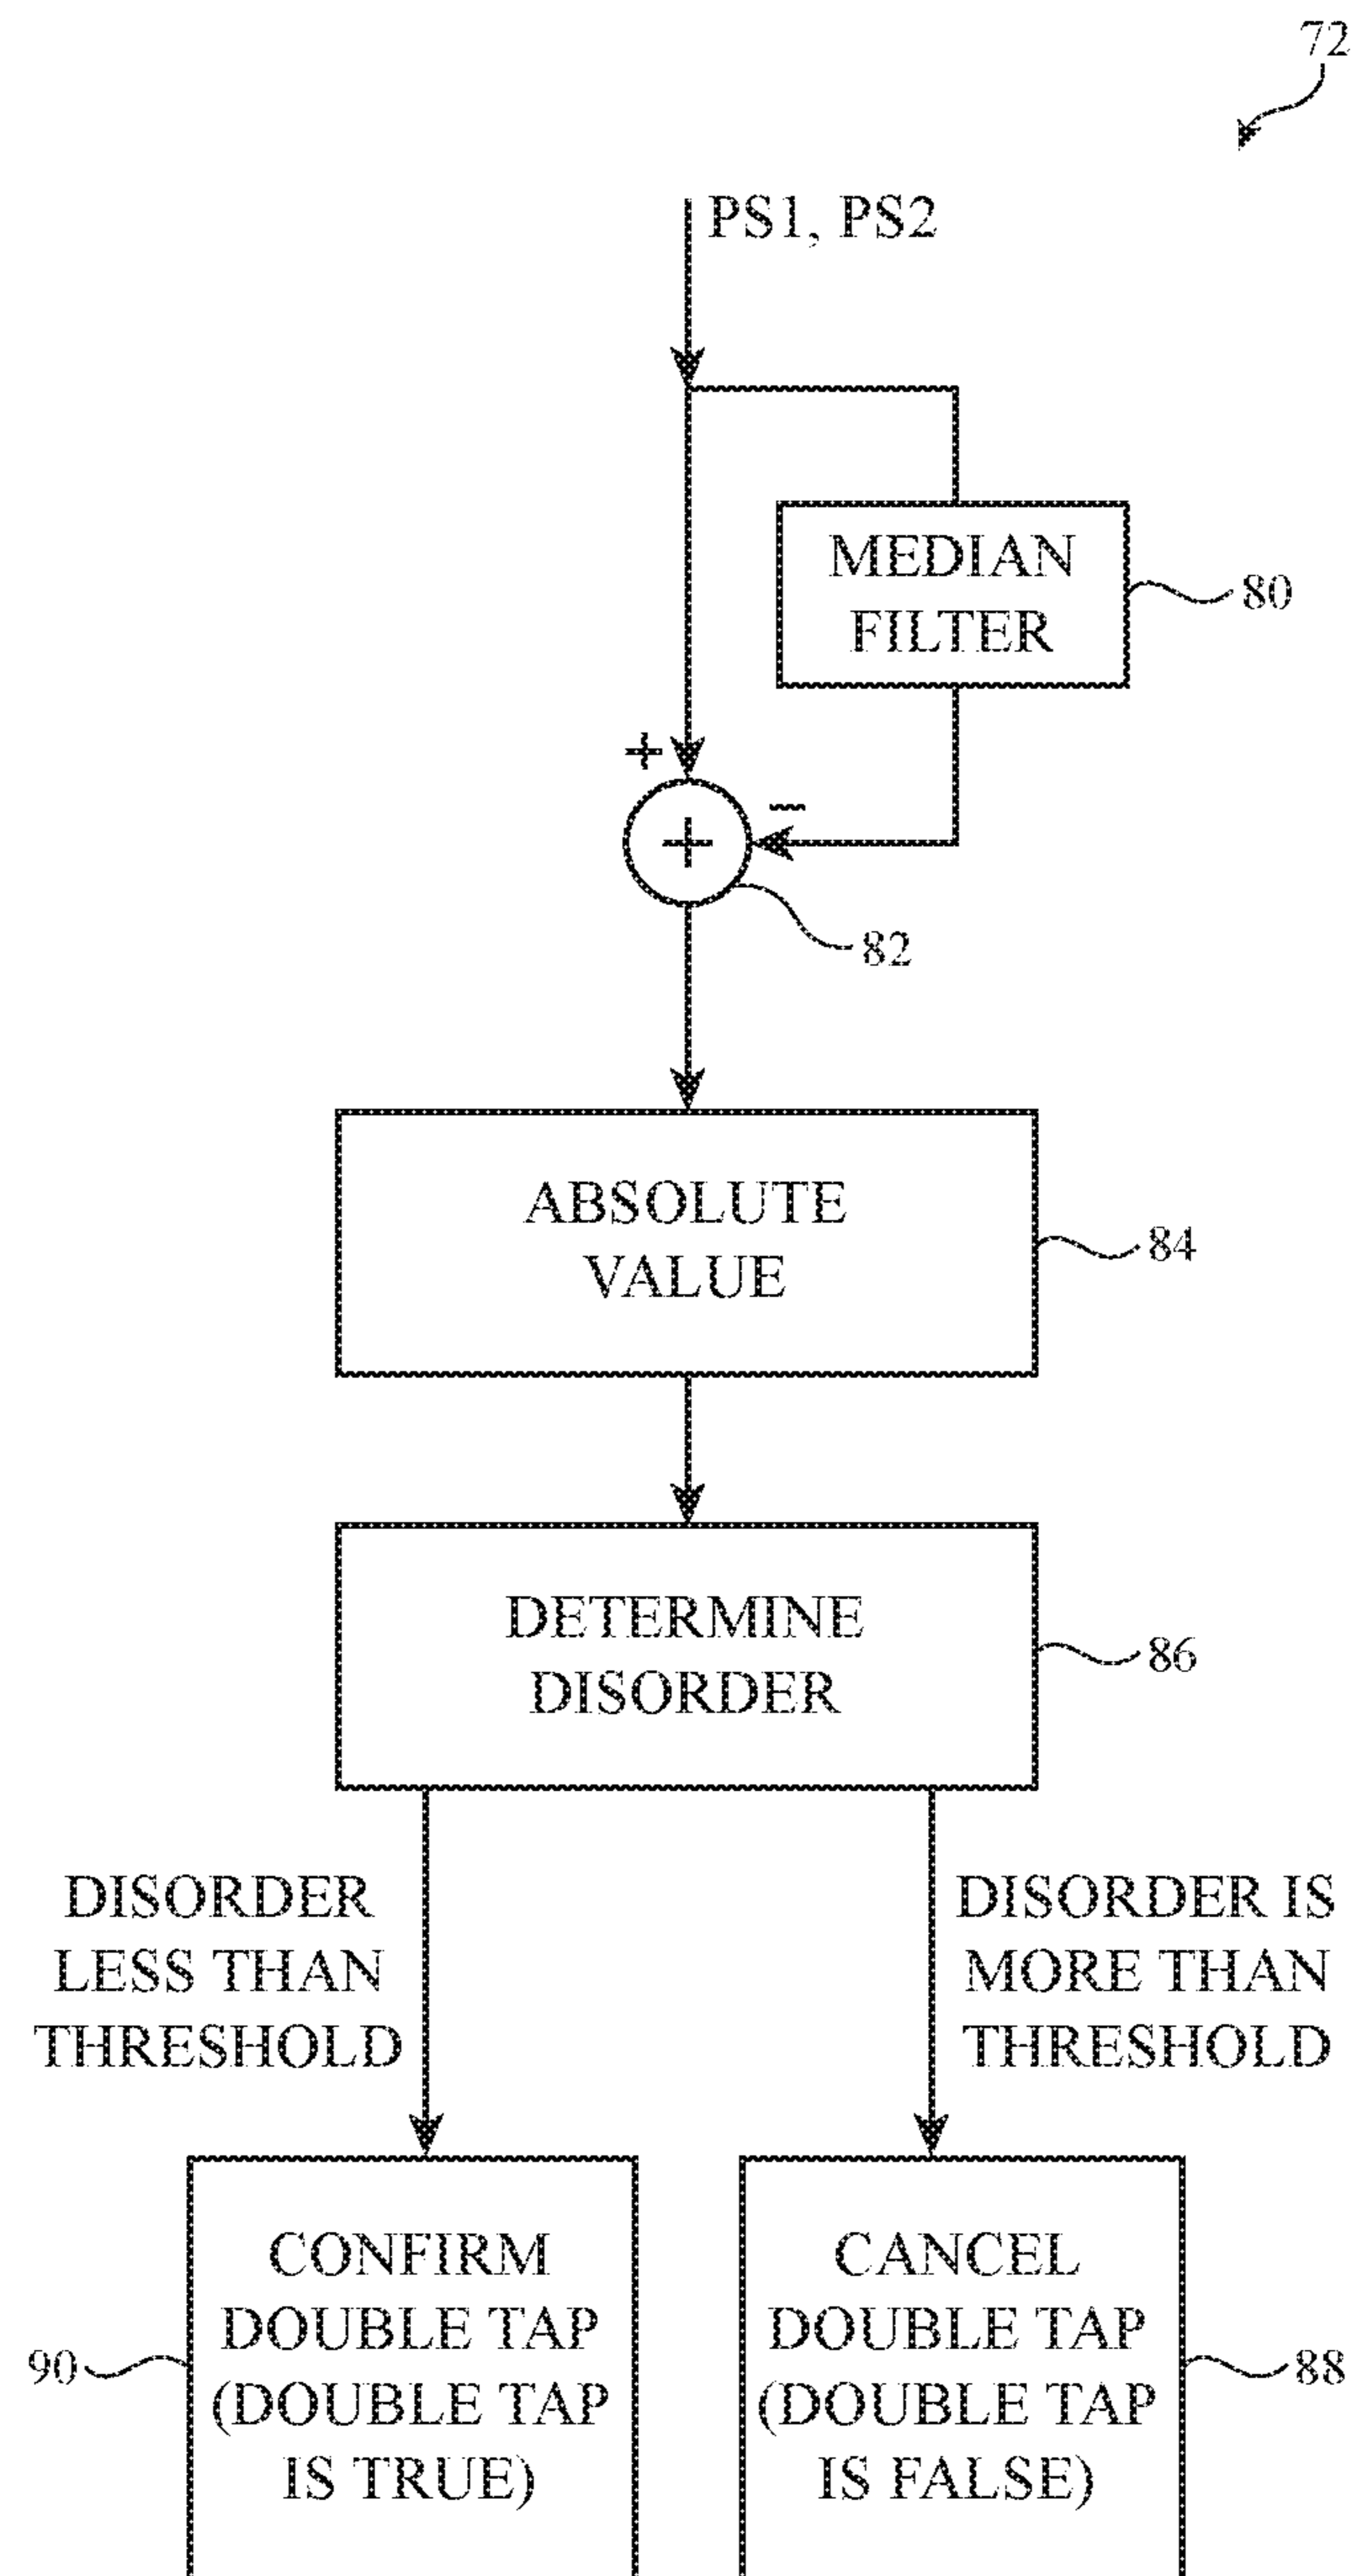 72
PS1, PS2
MEDIAN
FILTER
80
+
−
+
82
ABSOLUTE
VALUE
84
DETERMINE
DISORDER
86
DISORDER
LESS THAN
THRESHOLD
DISORDER IS
MORE THAN
THRESHOLD
CONFIRM
DOUBLE TAP
(DOUBLE TAP
IS TRUE)
90
CANCEL
DOUBLE TAP
(DOUBLE TAP
IS FALSE)
88